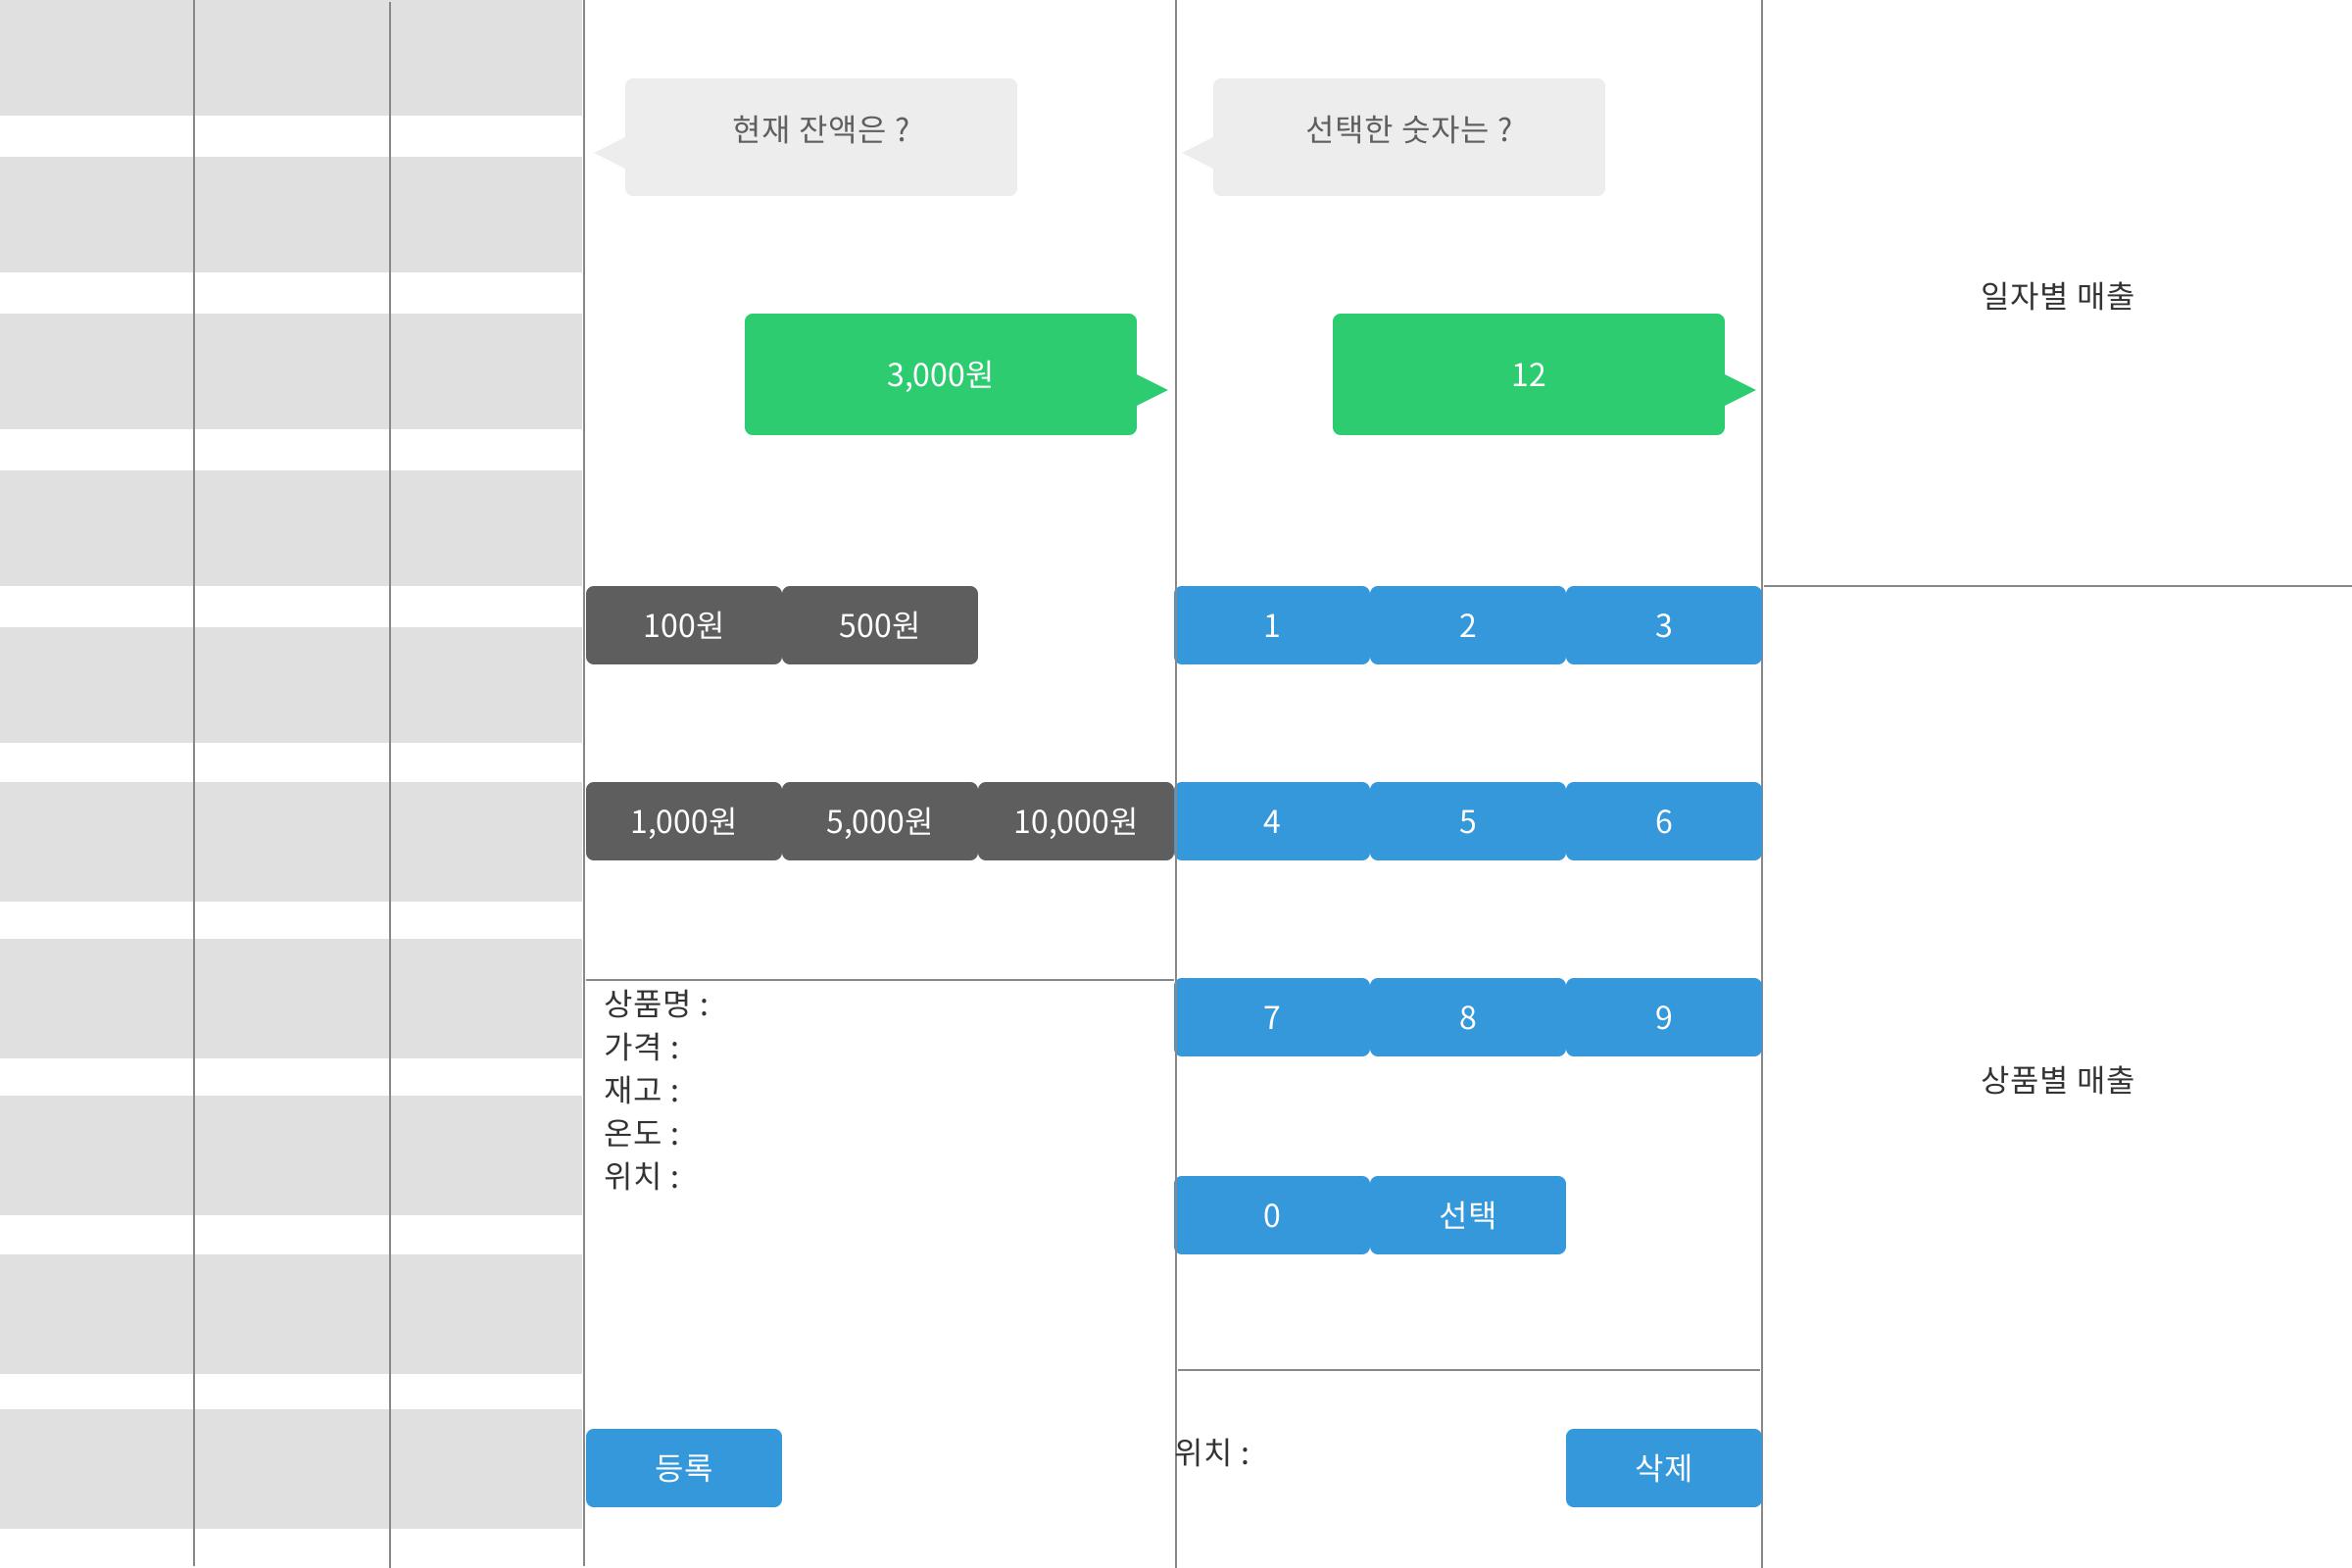 현재 잔액은 ?
3,000원
100원 500원
1,000원 5,000원 10,000원
상품명 :
가격 :
재고 :
온도 :
위치 :
등록
선택한 숫자는 ?
12
1 2 3
4 5 6
7 8 9
0 선택
위치 : 삭제
일자별 매출
상품별 매출